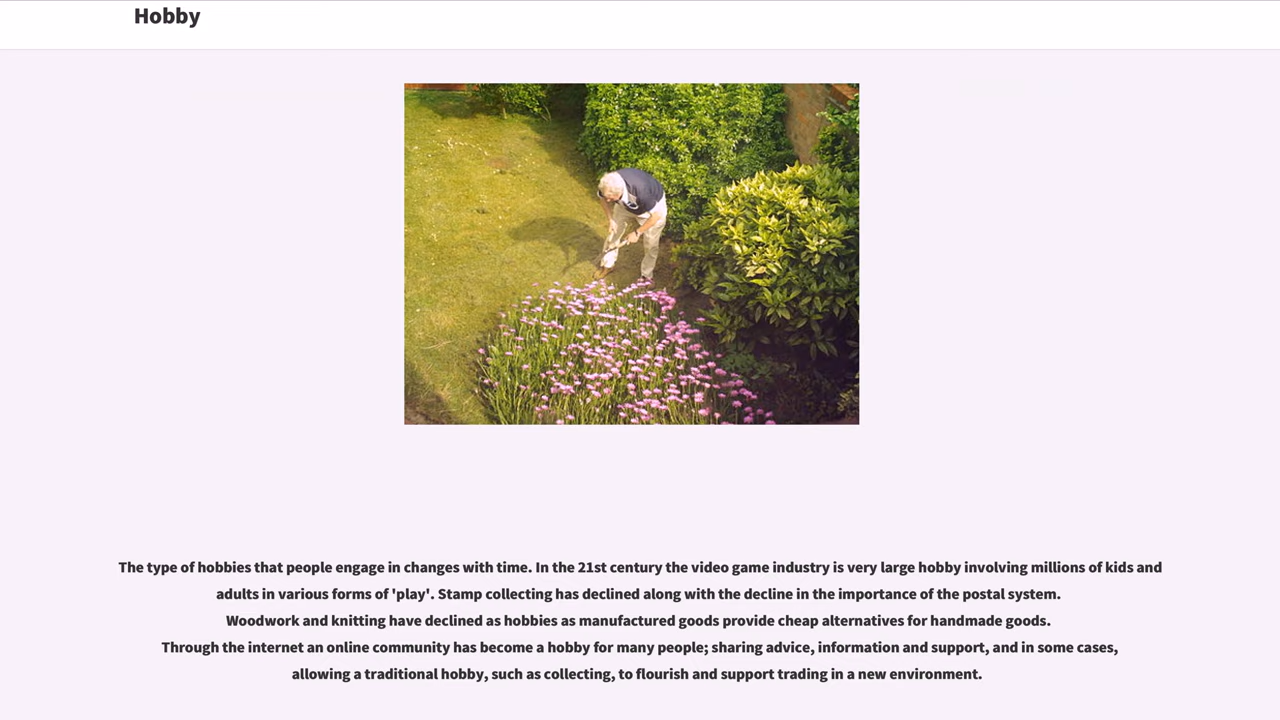 Hobby
The type of hobbies that people engage in changes with time. In the 21st century the video game industry is very large hobby involving millions of kids and
adults in various forms of 'play'. Stamp collecting has declined along with the decline in the importance of the postal system.
Woodwork and knitting have declined as hobbies as manufactured goods provide cheap alternatives for handmade goods.
Through the internet an online community has become a hobby for many people; sharing advice, information and support, and in some cases,
allowing a traditional hobby, such as collecting, to flourish and support trading in a new environment.